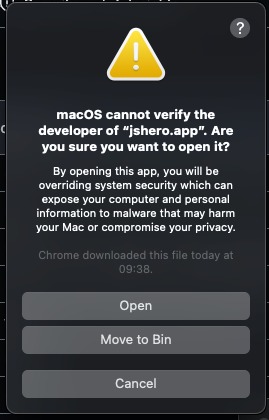 ?
macOS cannot verify the
developer of “jshero.app”. Are
you sure you want to open it?
By opening this app, you will be
overriding system security which can
expose your computer and personal
information to malware that may harm
your Mac or compromise your privacy.
Chrome downloaded this file today at
09:38.
Open
Move to Bin
Cancel